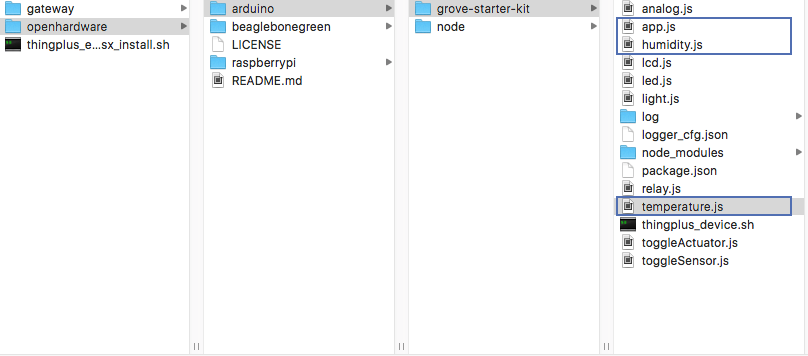 gateway
openhardware
thingplus_e...sx_install.sh
arduino
beaglebonegreen
LICENSE
raspberrypi
README.md
grove-starter-kit
node
analog.js
app.js
humidity.js
lcd.js
led.js
light.js
log
logger_cfg.json
node_modules
package.json
relay.js
temperature.js
thingplus_device.sh
toggleActuator.js
toggleSensor.js